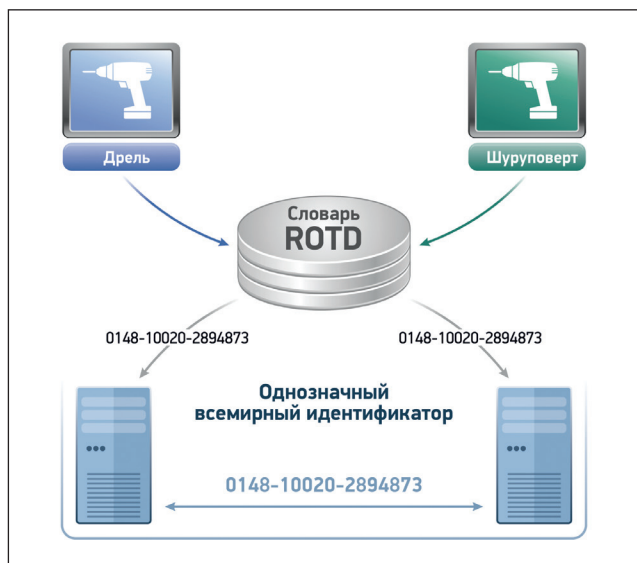 Дрель
Шуруповерт
Словарь
ROTD
0148-10020-2894873
0148-10020-2894873
Однозначный
всемирный идентификатор
0148-10020-2894873